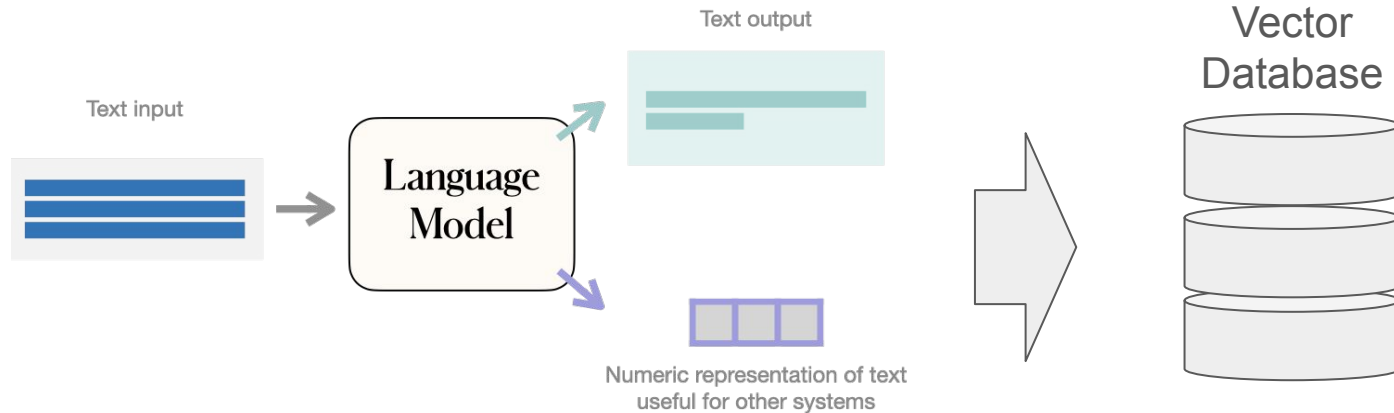 Text input
Language
Model
Text output
Numeric representation of text
useful for other systems
Vector
Database